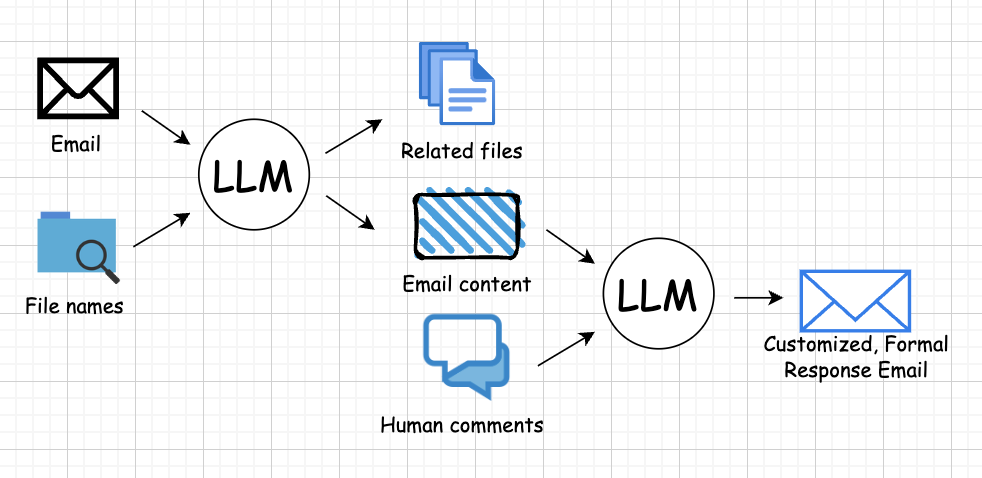 Email
File names
LLM
Related files
Email content
Human comments
LLM
Customized, Formal
Response Email